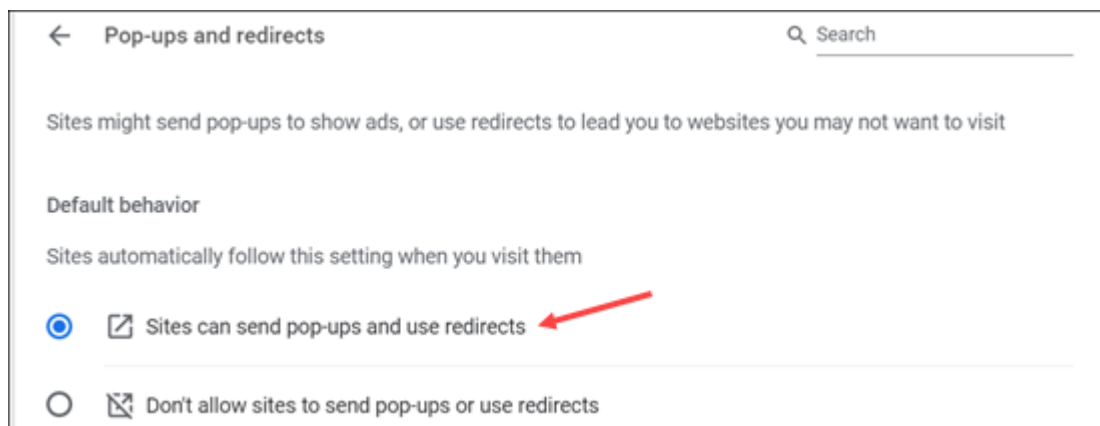 Pop-ups and redirects
Search
Sites might send pop-ups to show ads, or use redirects to lead you to websites you may not want to visit
Default behavior
Sites automatically follow this setting when you visit them
Sites can send pop-ups and use redirects
Don't allow sites to send pop-ups or use redirects